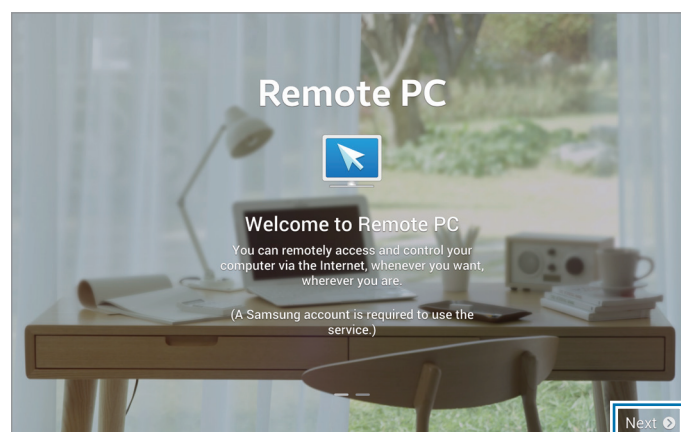 Remote PC
Welcome to Remote PC
You can remotely access and control your
computer via the Internet, whenever you want,
wherever you are.
(A Samsung account is required to use the
service.)
Next